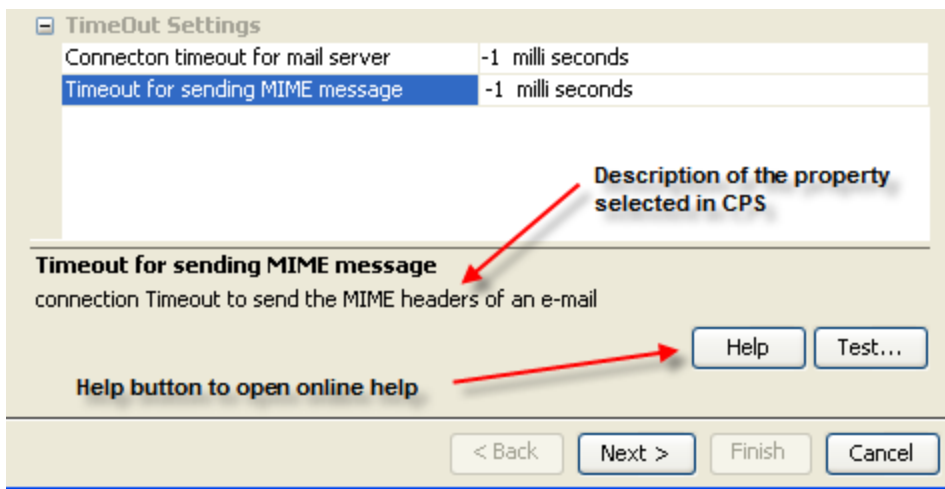 TimeOut Settings
Connecton timeout for mail server -1 milli seconds
Timeout for sending MIME message -1 milli seconds
Description of the property
selected in CPS
Timeout for sending MIME message
connection Timeout to send the MIME headers of an e-mail
Help Test...
Help button to open online help
< Back Next > Finish Cancel